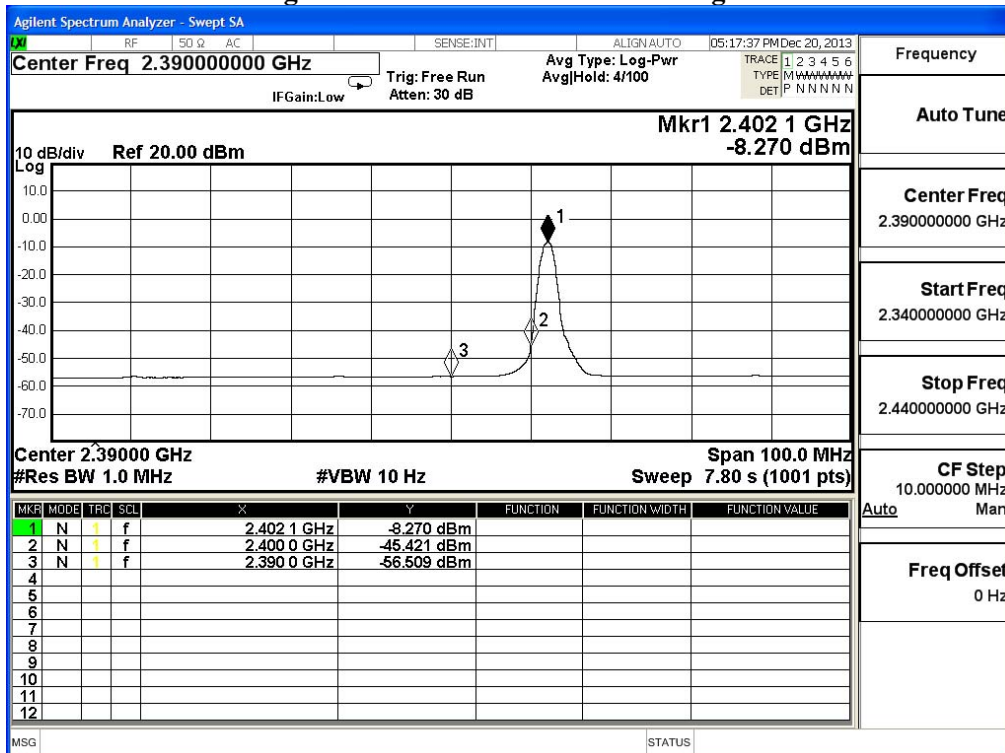 Agilent Spectrum Analyzer - Swept SA
LXI RF 50 Ω AC SENSE:INT ALIGN AUTO 05:17:37 PM Dec 20, 2013
Center Freq 2.390000000 GHz
IFGain:Low
Trig: Free Run
Atten: 30 dB
Avg Type: Log-Pwr
Avg|Hold: 4/100
TRACE 1 2 3 4 5 6
TYPE M WWWWW
DET P N N N N N
Mkr1 2.402 1 GHz
-8.270 dBm
10 dB/div Ref 20.00 dBm
Log
10.0
0.00
-10.0
-20.0
-30.0
-40.0
-50.0
-60.0
-70.0
1
2
3
Center 2.39000 GHz Span 100.0 MHz
#Res BW 1.0 MHz #VBW 10 Hz Sweep 7.80 s (1001 pts)
MKR MODE TRC SCL X Y FUNCTION FUNCTION WIDTH FUNCTION VALUE
1 N 1 f 2.402 1 GHz -8.270 dBm
2 N 1 f 2.400 0 GHz -45.421 dBm
3 N 1 f 2.390 0 GHz -56.509 dBm
4
5
6
7
8
9
10
11
12
MSG STATUS
Frequency
Auto Tune
Center Freq
2.390000000 GHz
Start Freq
2.340000000 GHz
Stop Freq
2.440000000 GHz
CF Step
10.000000 MHz
Auto Man
Freq Offset
0 Hz